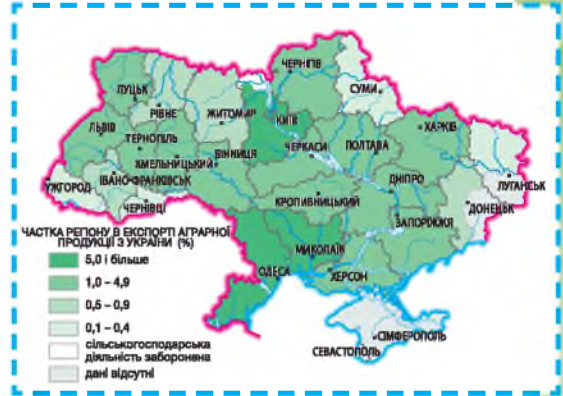 ЧЕРНІГІВ
СУМИ
ЛУЦЬК
РІВНЕ
ЖИТОМИР
КИЇВ
ХАРКІВ
ЛЬВІВ
ТЕРНОПІЛЬ
ПОЛТАВА
ЧЕРКАСИ
ХМЕЛЬНИЦЬКИЙ
ВІННИЦЯ
ЛУГАНСЬК
ІВАНО-ФРАНКІВСЬК
ДНІПРО
УЖГОРОД
КРОПИВНИЦЬКИЙ
ДОНЕЦЬК
ЧЕРНІВЦІ
ЗАПОРІЖЖЯ
ЧАСТКА РЕГІОНУ В ЕКСПОРТІ АГРАРНОЇ
ПРОДУКЦІЇ З УКРАЇНИ (%)
МИКОЛАЇВ
5,0 і більше
ОДЕСА
ХЕРСОН
1,0 – 4,9
0,5 – 0,9
0,1 – 0,4
сільськогосподарська
діяльність заборонена
СІМФЕРОПОЛЬ
СЕВАСТОПОЛЬ
дані відсутні